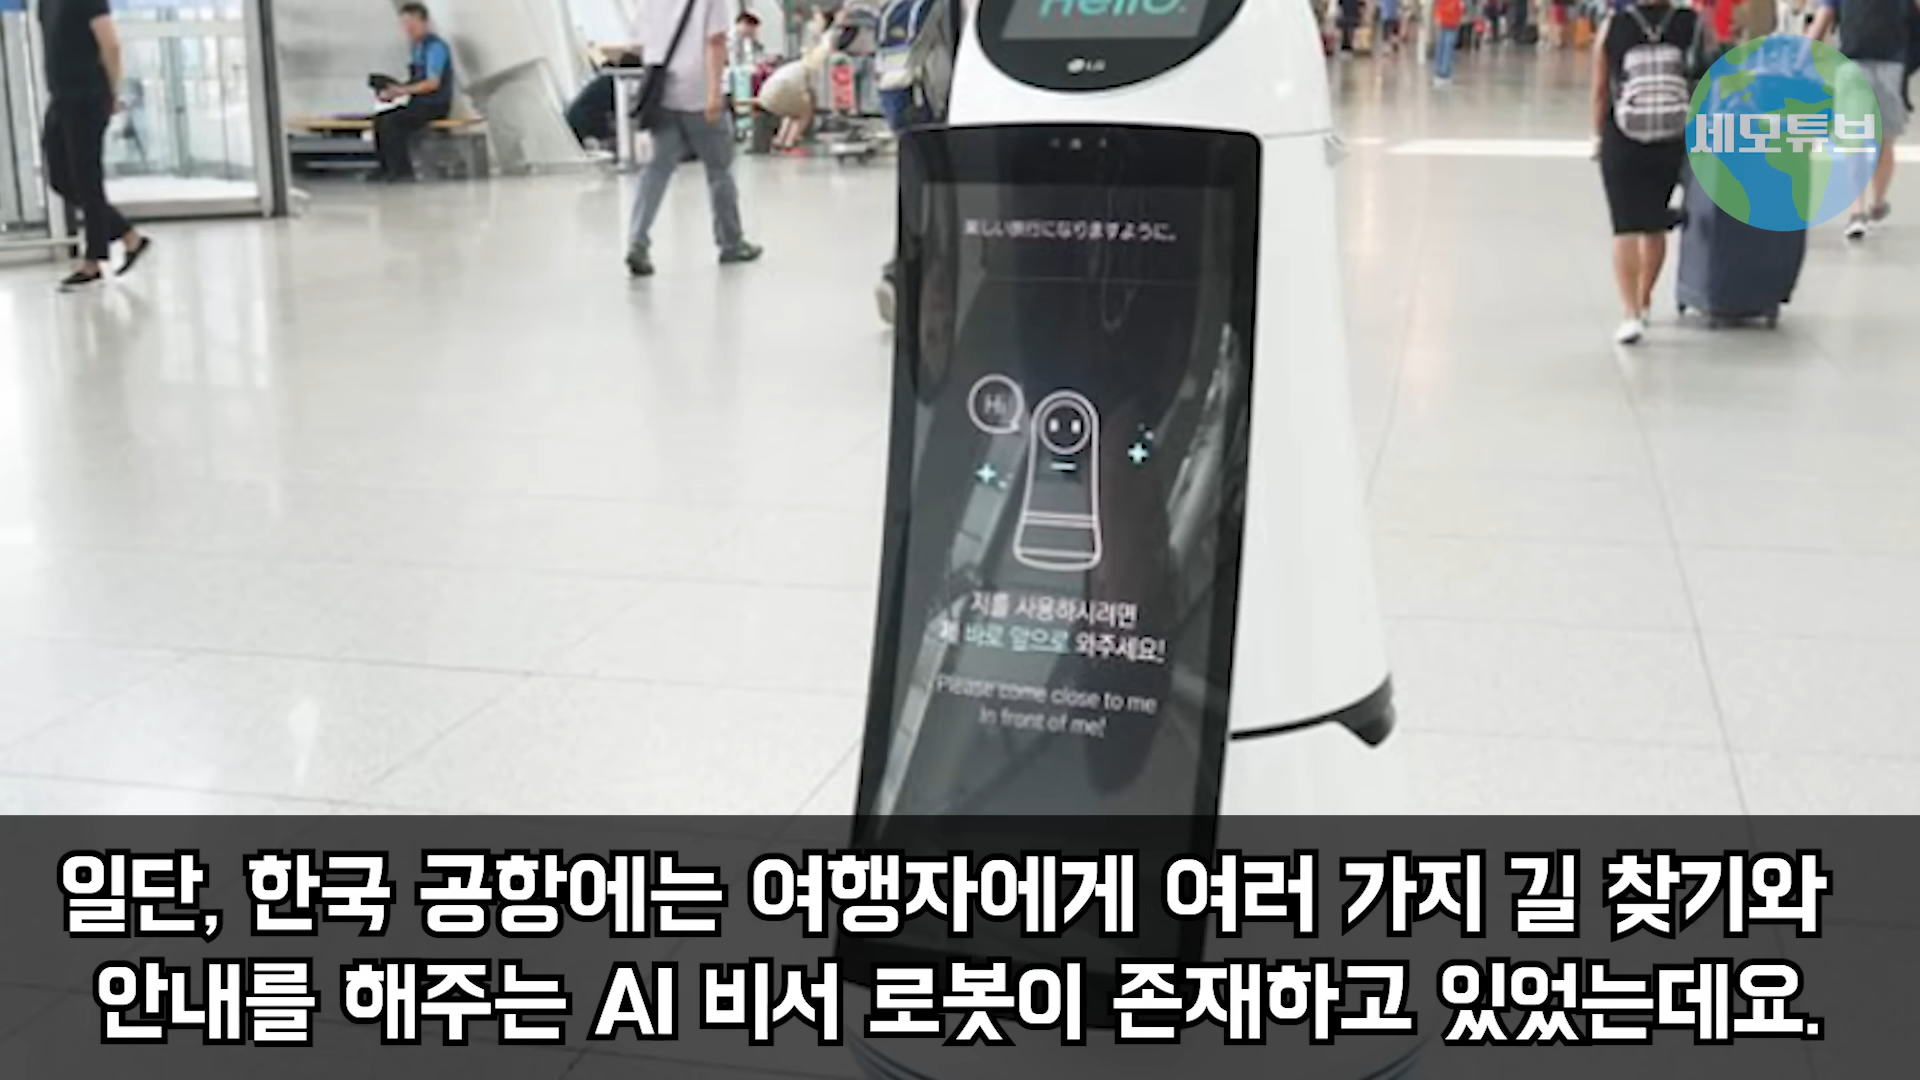 Hello.
LG
세모튜브
楽しい旅行になりますように。
Hi
저를 사용하시려면
제 바로 앞으로 와주세요!
Please come close to me
In front of me!
일단, 한국 공항에는 여행자에게 여러 가지 길 찾기와
안내를 해주는 AI 비서 로봇이 존재하고 있었는데요.